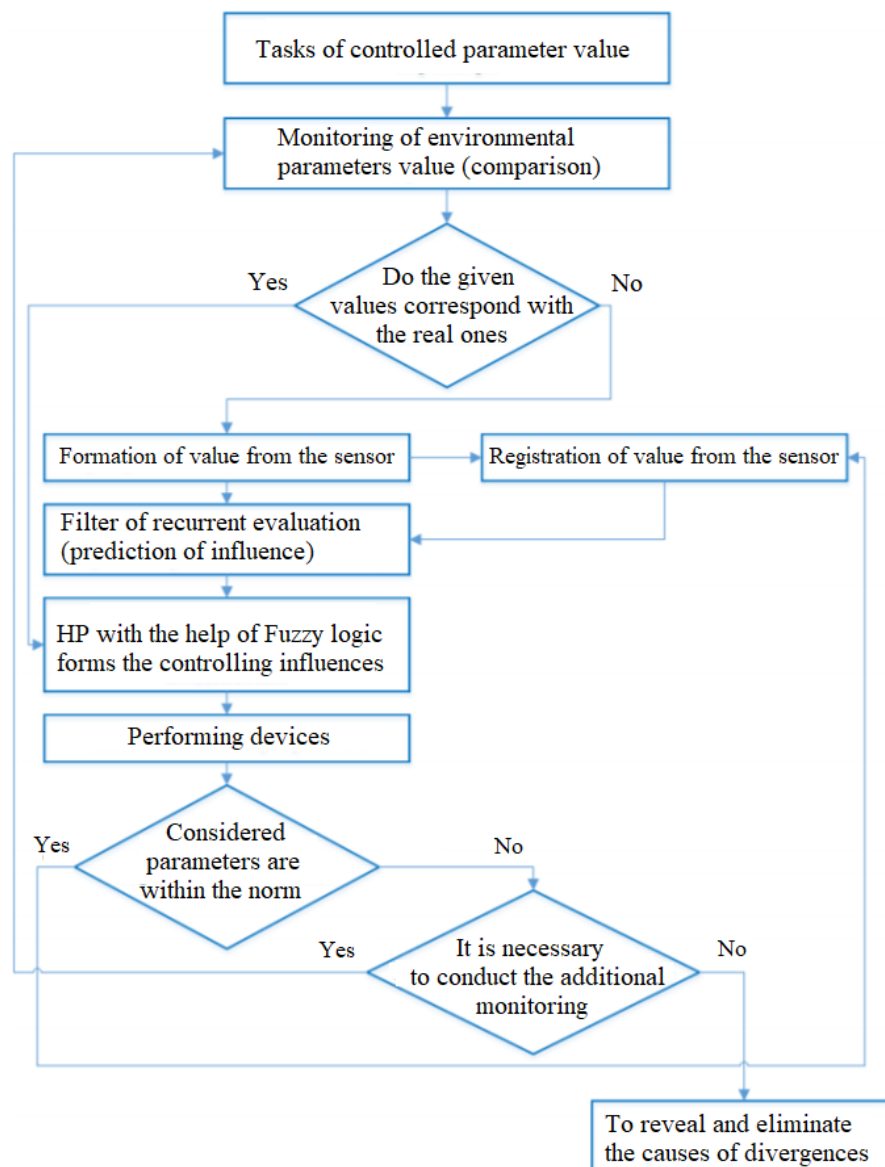 Tasks of controlled parameter value
Monitoring of environmental
parameters value (comparison)
Yes
Do the given
values correspond with
the real ones
No
Formation of value from the sensor
Registration of value from the sensor
Filter of recurrent evaluation
(prediction of influence)
HP with the help of Fuzzy logic
forms the controlling influences
Performing devices
Yes
Considered
parameters are
within the norm
No
Yes
It is necessary
to conduct the additional
monitoring
No
To reveal and eliminate
the causes of divergences